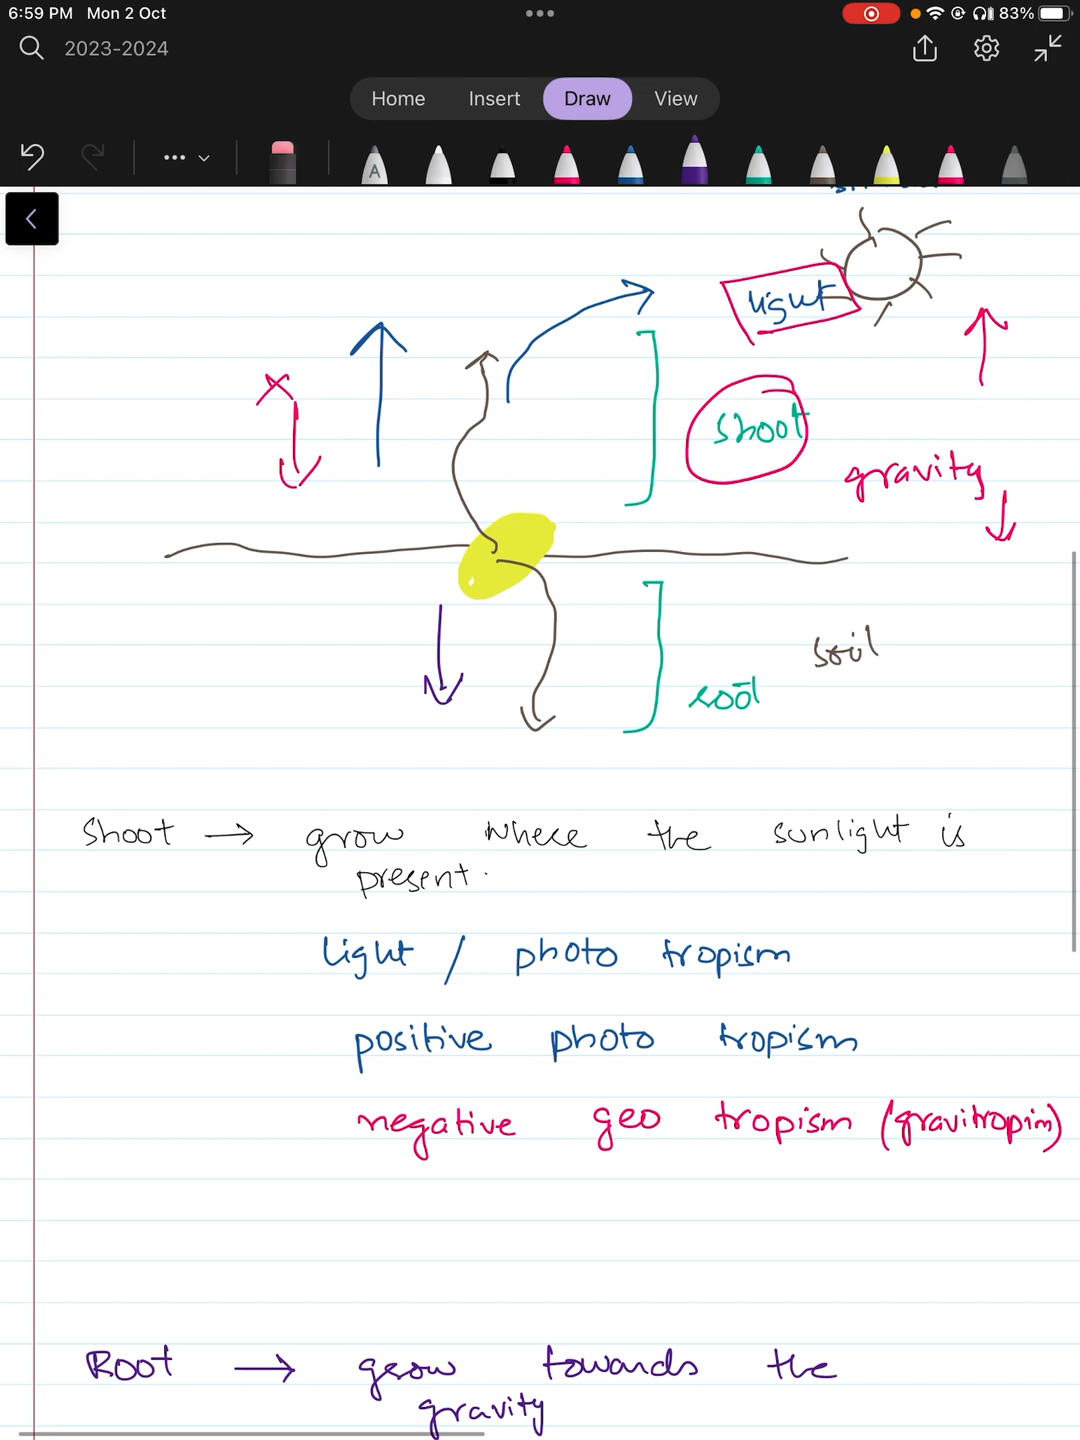 6:59 PM Mon 2 Oct
83%
2023-2024
Home Insert Draw View
A
light
shoot
gravity
soil
root
Shoot → grow where the sunlight is
present.
light / photo tropism
positive photo tropism
negative geo tropism (gravitropim)
Root → grow towards the
gravity